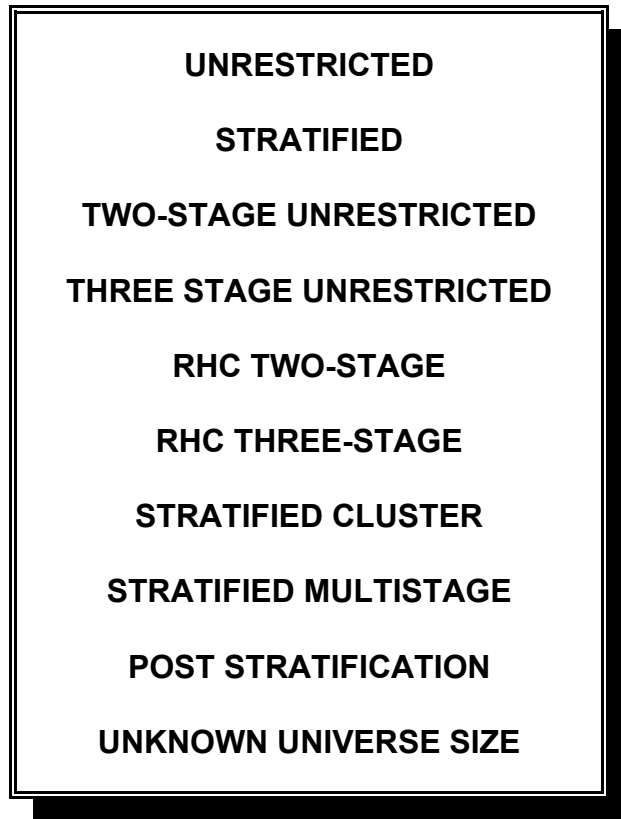 UNRESTRICTED
STRATIFIED
TWO-STAGE UNRESTRICTED
THREE STAGE UNRESTRICTED
RHC TWO-STAGE
RHC THREE-STAGE
STRATIFIED CLUSTER
STRATIFIED MULTISTAGE
POST STRATIFICATION
UNKNOWN UNIVERSE SIZE